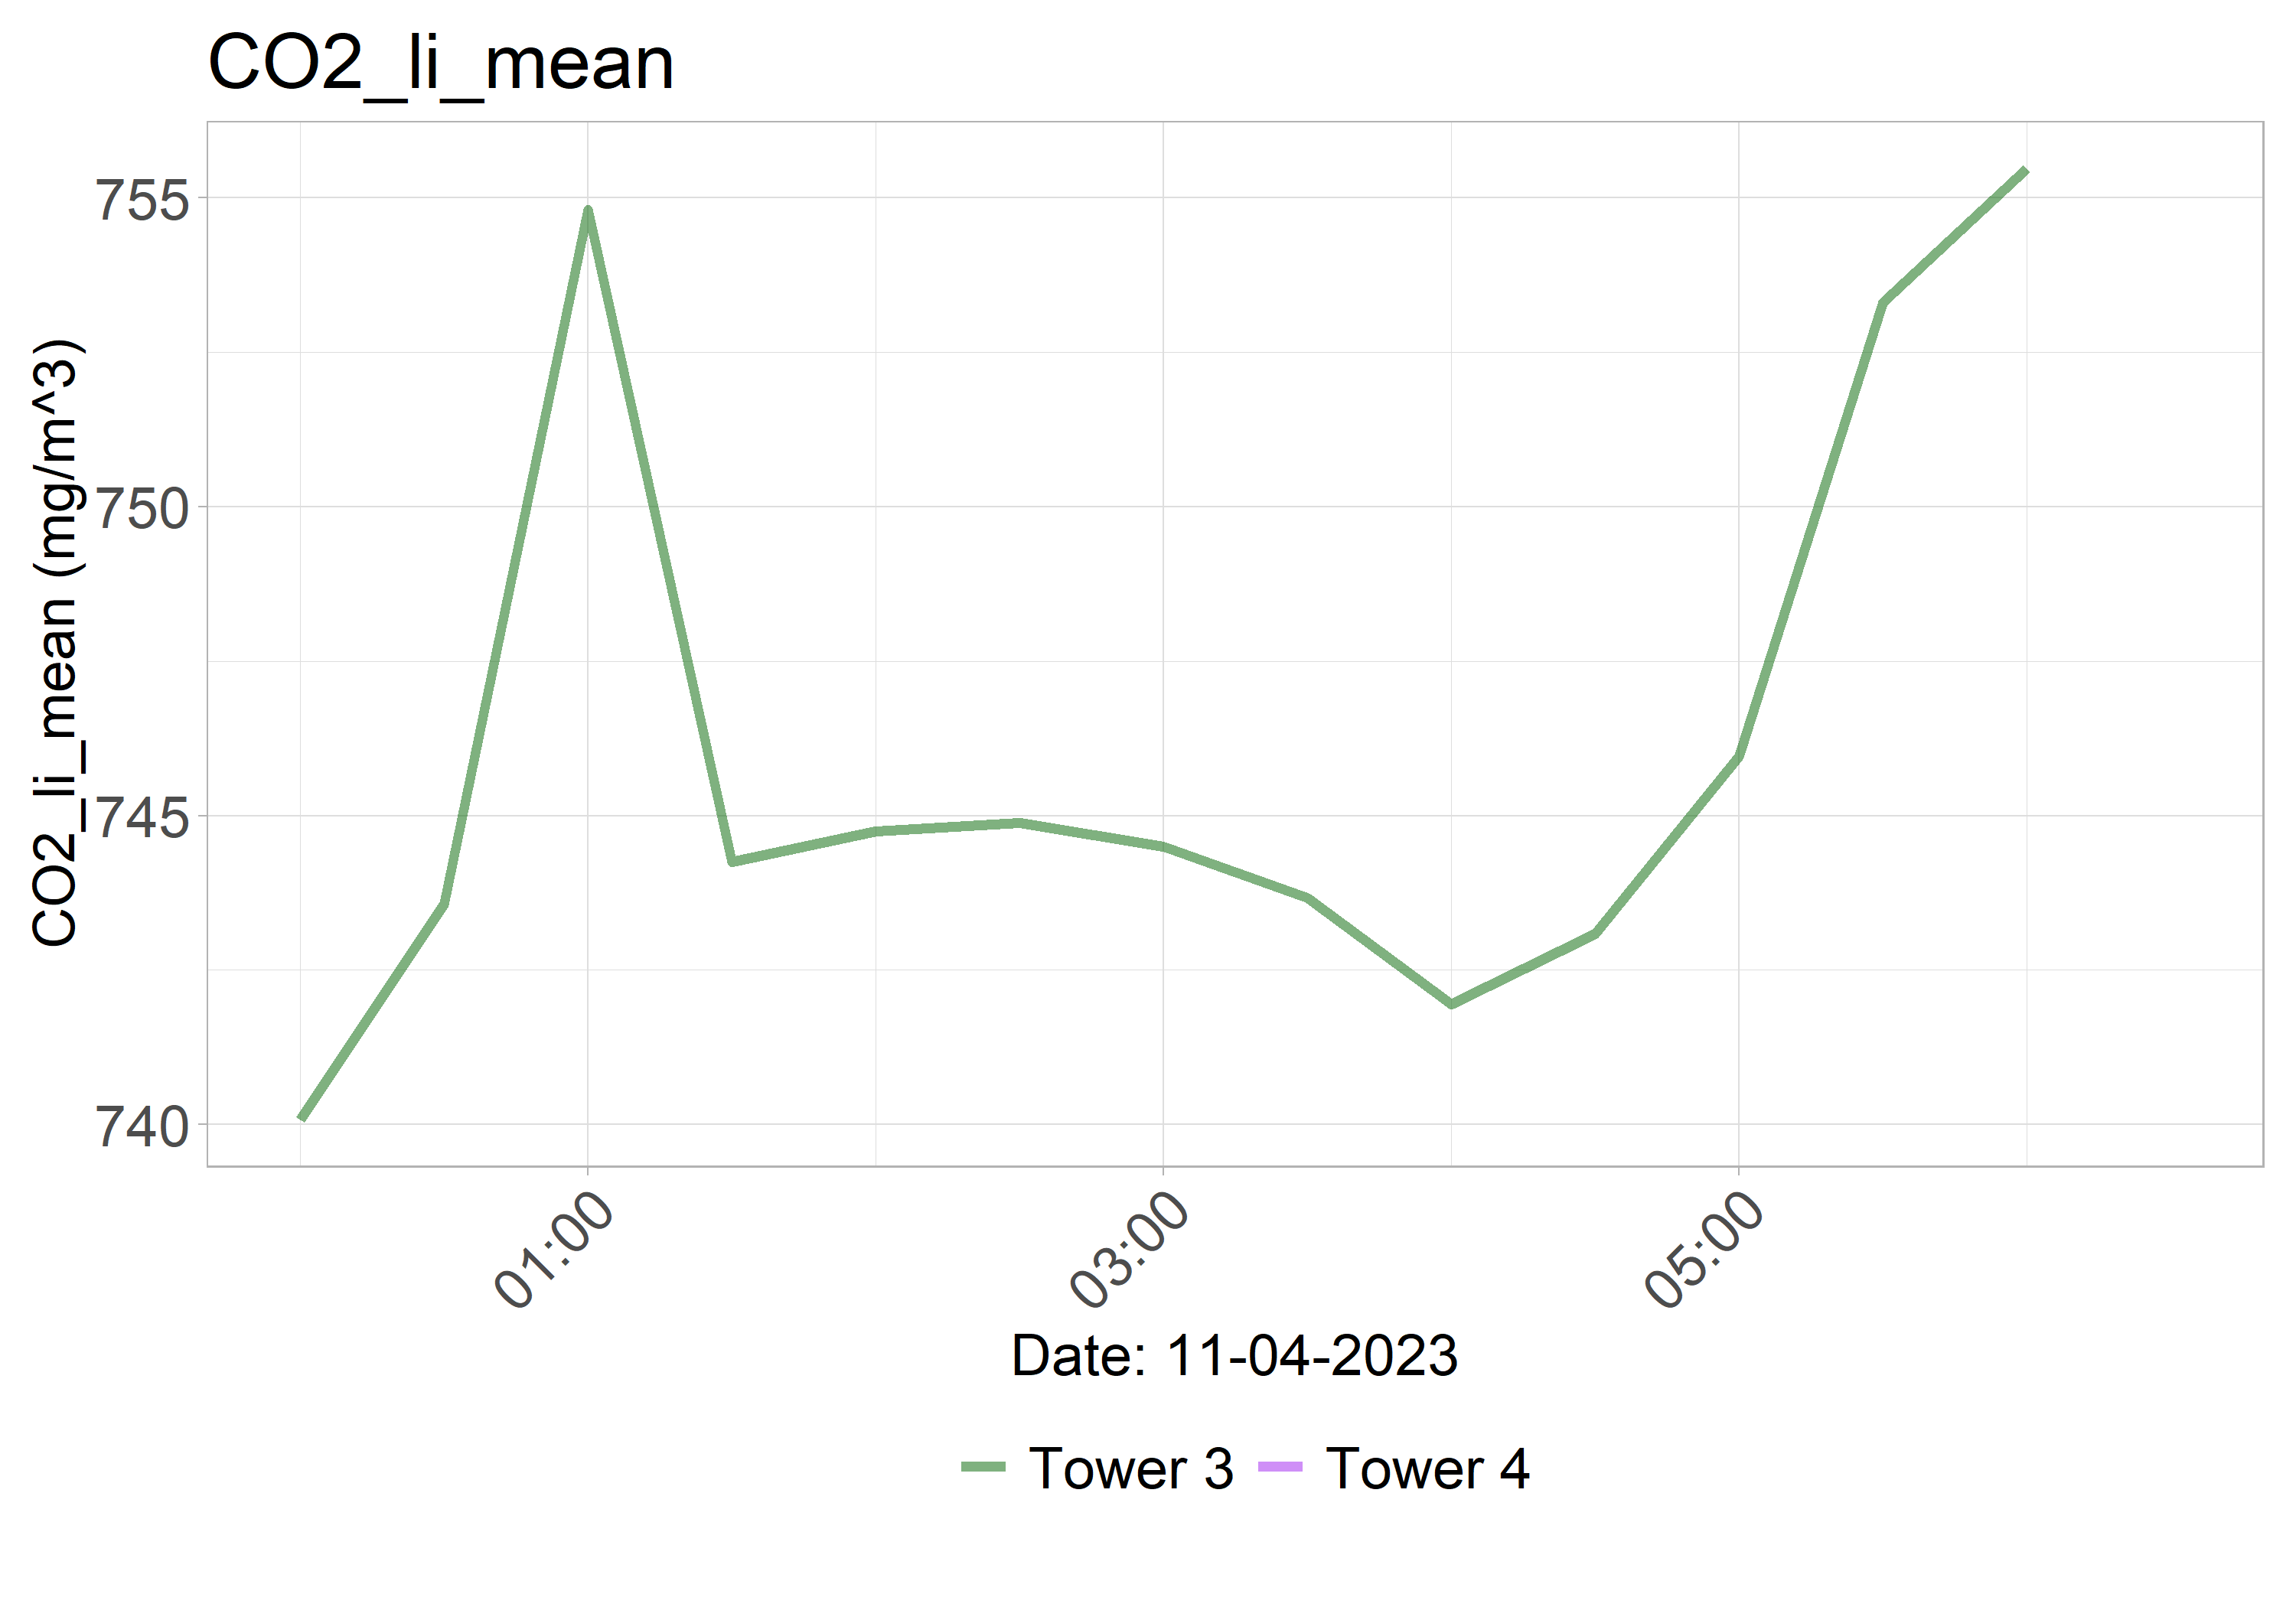 CO2_li_mean
CO2_li_mean (mg/m^3)
755
750
745
740
01:00
03:00
05:00
Date: 11-04-2023
Tower 3
Tower 4